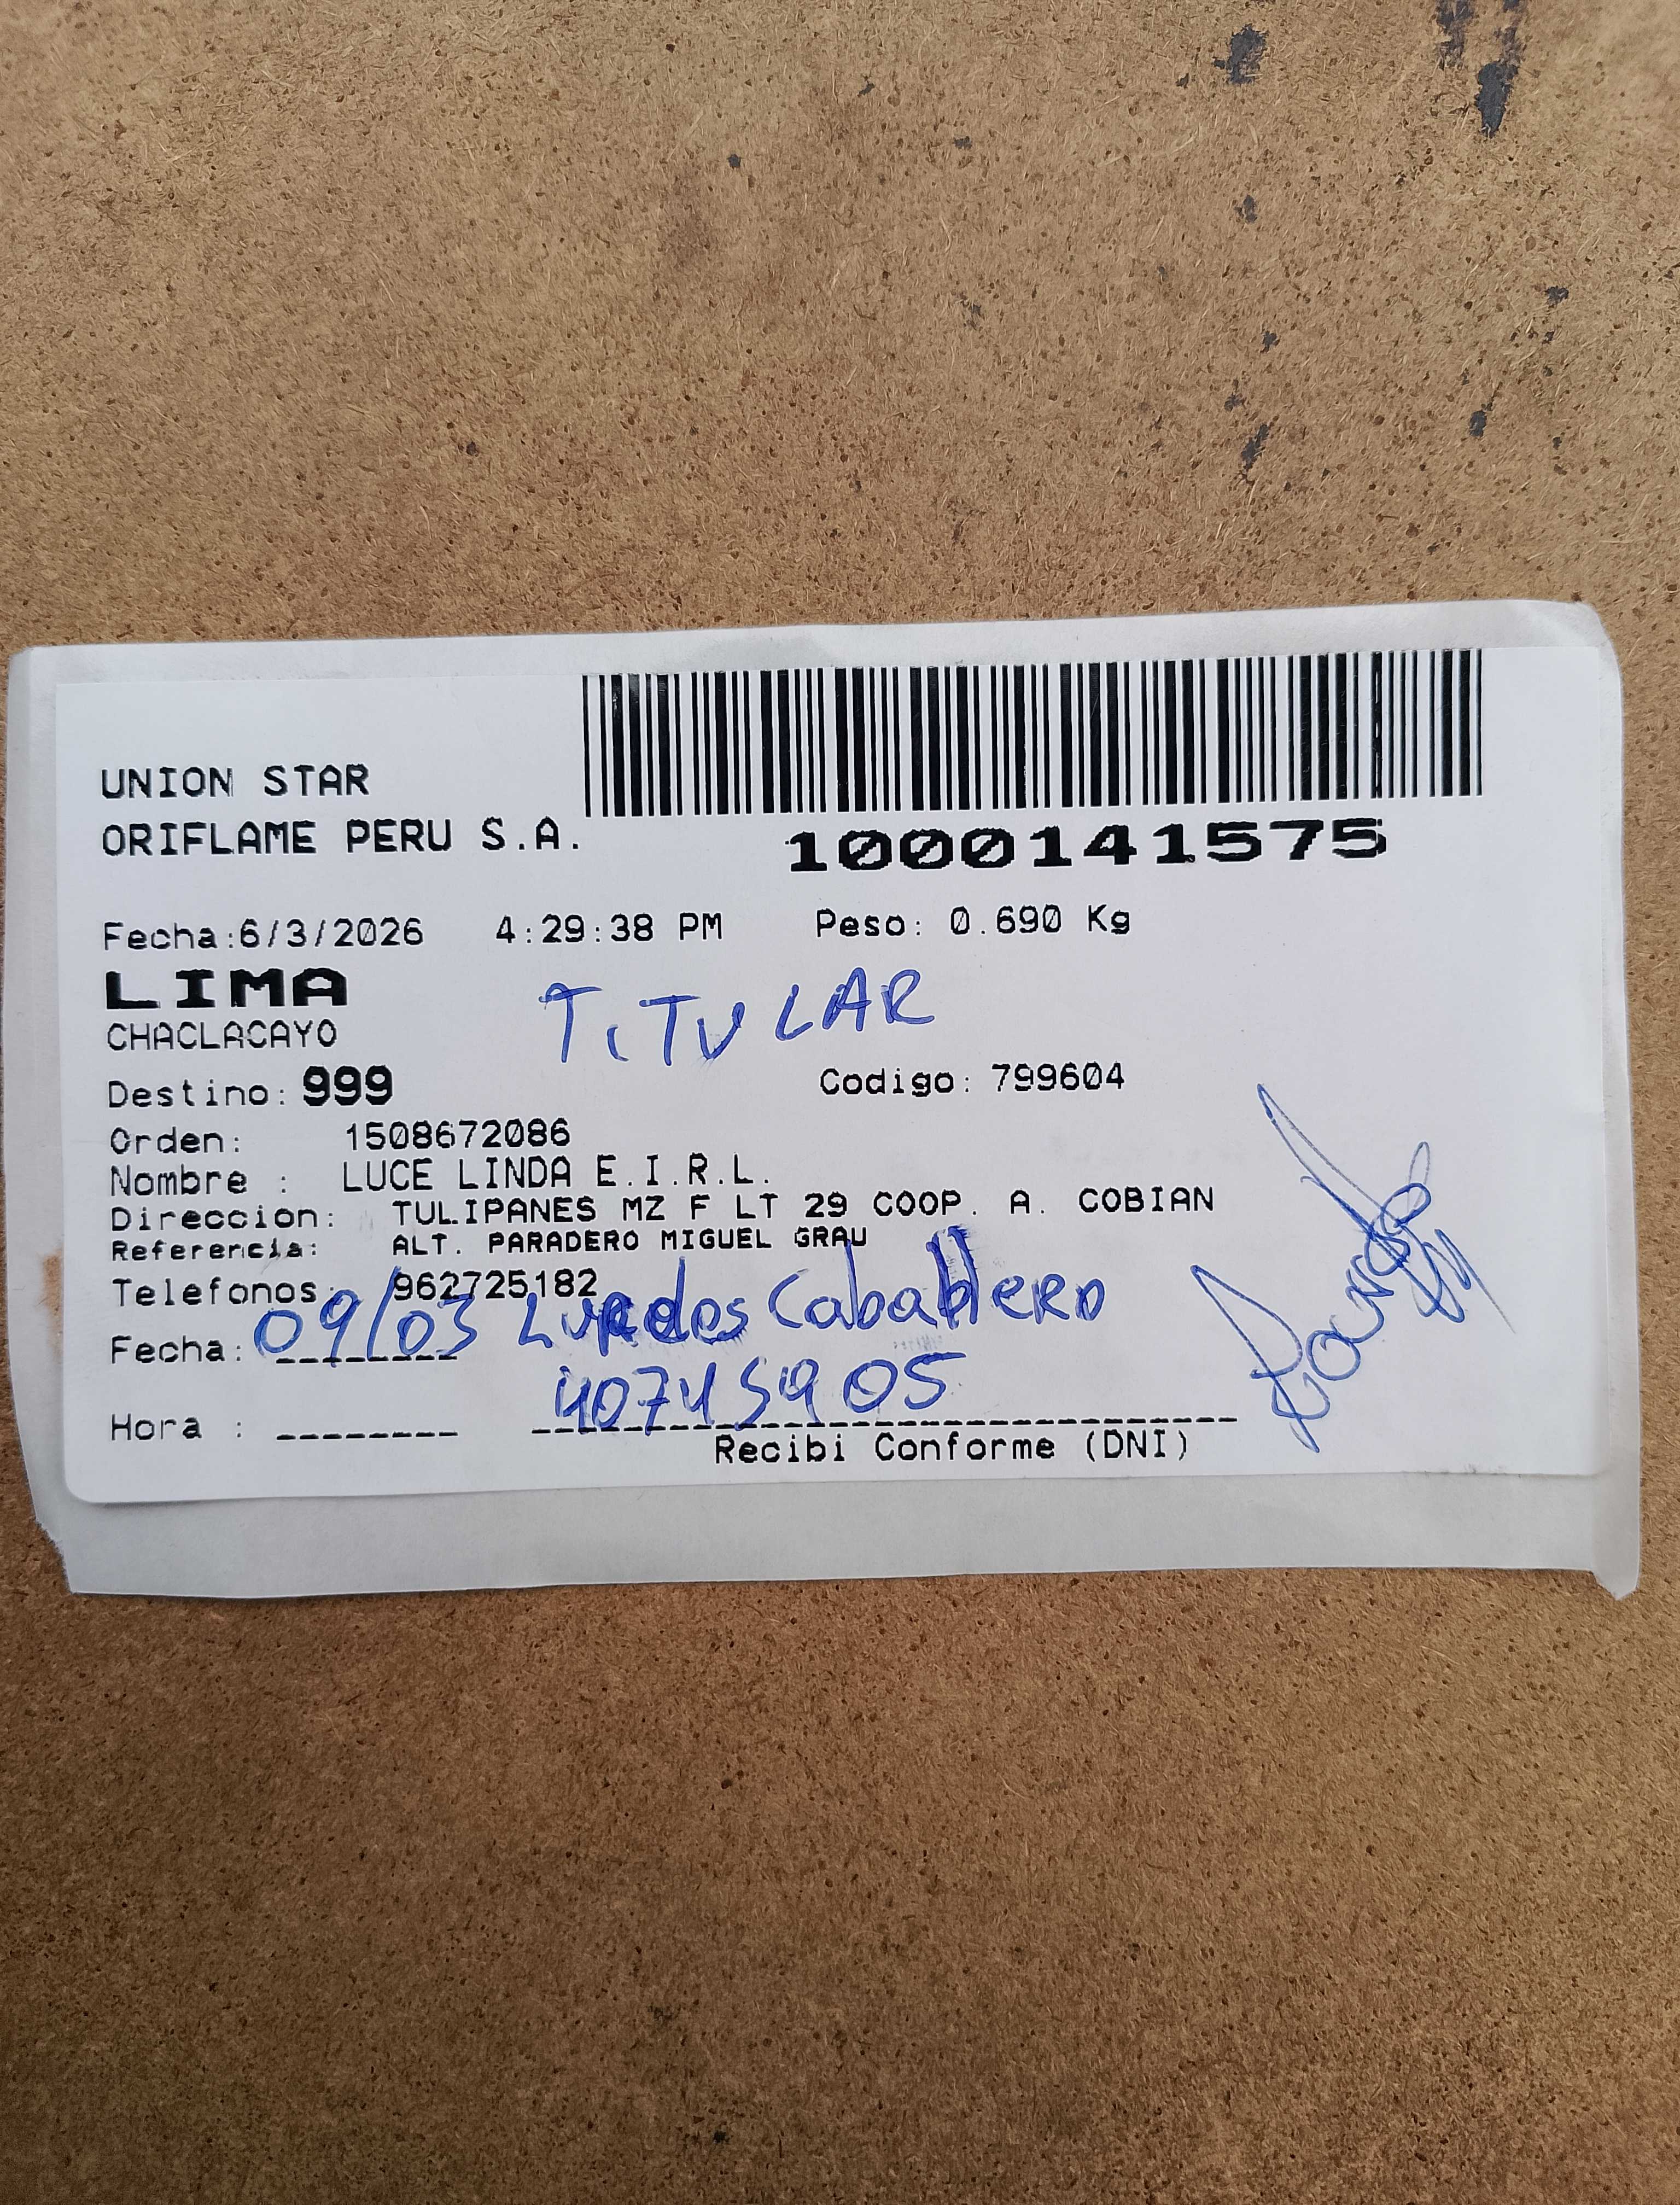 UNION STAR
ORIFLAME PERU S.A.
1000141575
Fecha:6/3/2026 4:29:38 PM Peso: 0.690 Kg
LIMA
CHACLACAYO
TITULAR
Destino: 999 Codigo: 799604
Orden: 1508672086
Nombre : LUCE LINDA E.I.R.L.
Direccion: TULIPANES MZ F LT 29 COOP. A. COBIAN
Referencia: ALT. PARADERO MIGUEL GRAU
Telefonos: 962725182
Fecha: 09/03 Caballero
Hora : 40745905
Recibi Conforme (DNI)